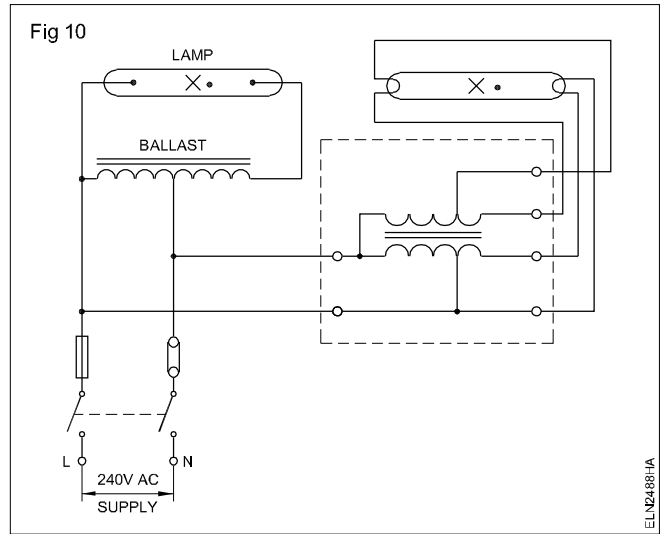 Fig 10
LAMP
BALLAST
L
N
240V AC
SUPPLY
ELN2488HA